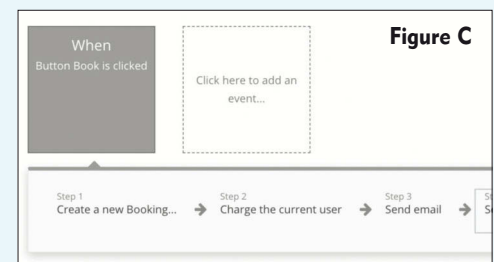 Figure C
When
Button Book is clicked
Click here to add an
event...
Step 1
Create a new Booking...
Step 2
Charge the current user
Step 3
Send email